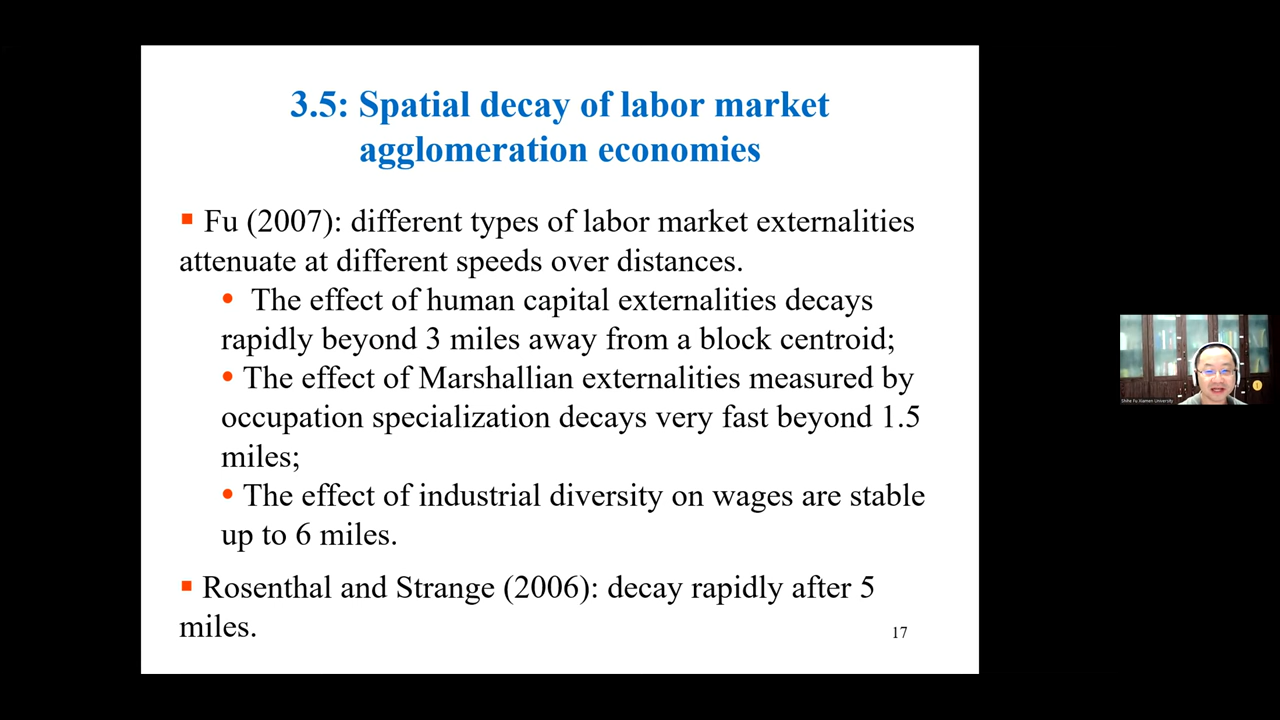 3.5: Spatial decay of labor market
agglomeration economies
Fu (2007): different types of labor market externalities
attenuate at different speeds over distances.
The effect of human capital externalities decays
rapidly beyond 3 miles away from a block centroid;
The effect of Marshallian externalities measured by
occupation specialization decays very fast beyond 1.5
miles;
The effect of industrial diversity on wages are stable
up to 6 miles.
Rosenthal and Strange (2006): decay rapidly after 5
miles.
17
Shihe Fu, Xiamen University